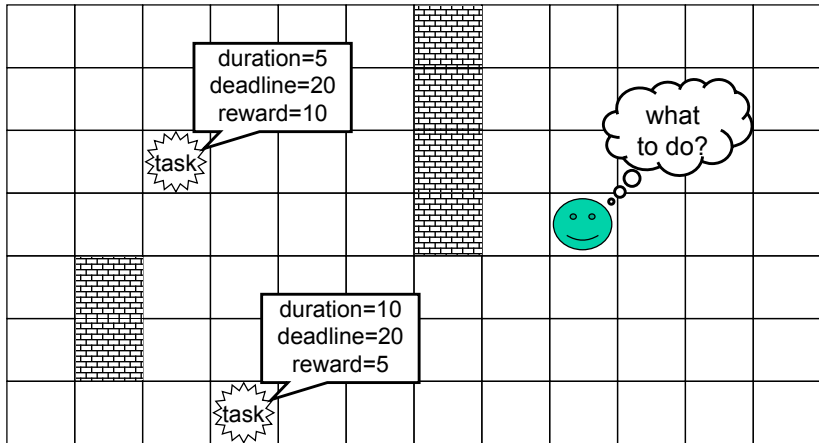 duration=5
deadline=20
reward=10
what
to do?
task
duration=10
deadline=20
reward=5
task